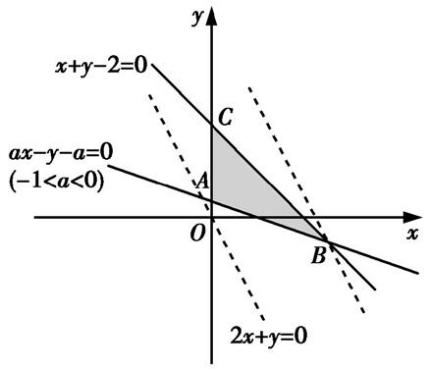 y
x+y-2=0
C
ax-y-a=0
A
(-1<a<0)
O
x
B
2x+y=0